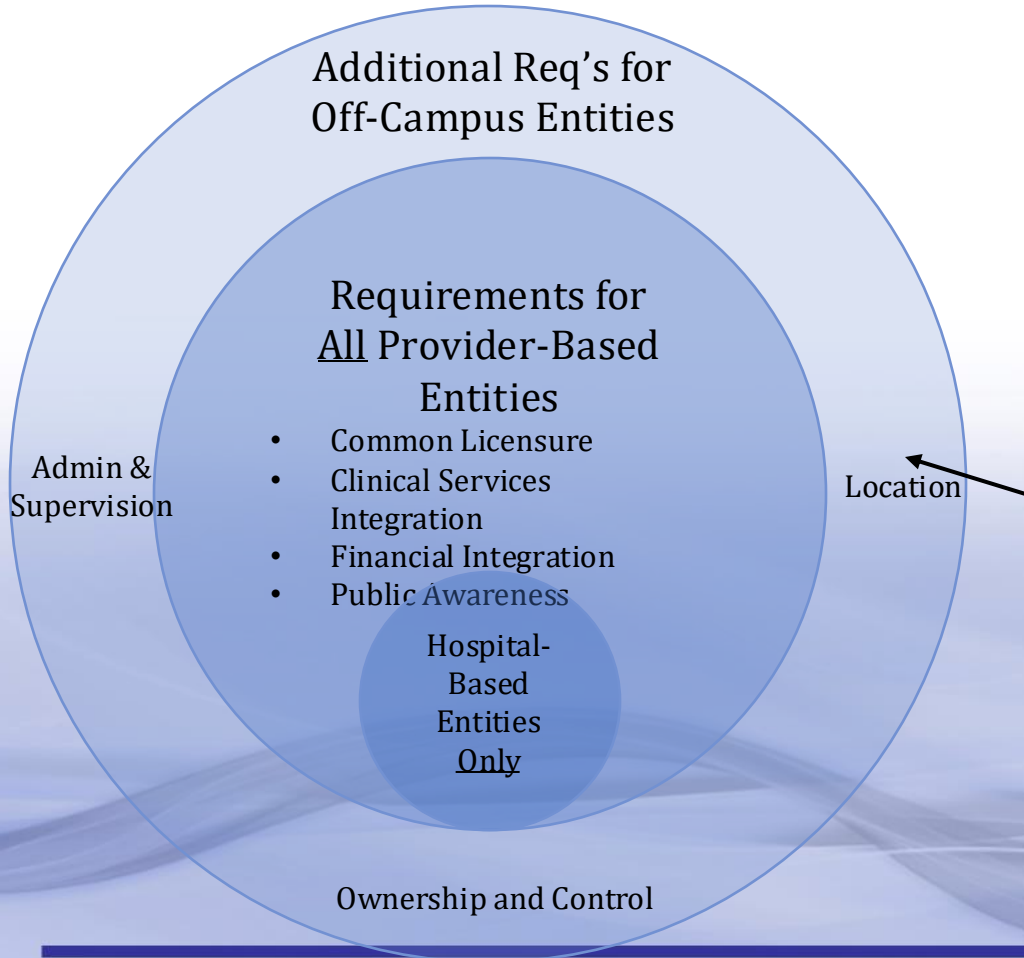 Additional Req’s for
Off-Campus Entities
Requirements for
All Provider-Based
Entities
• Common Licensure
• Clinical Services
Integration
• Financial Integration
• Public Awareness
Admin &
Supervision
Location
Hospital-
Based
Entities
Only
Ownership and Control